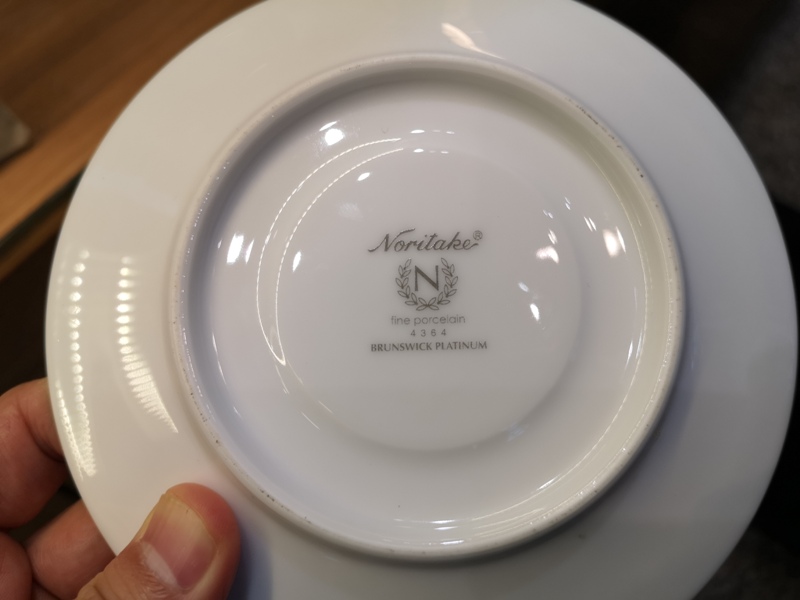 Noritake®
N
fine porcelain
4364
BRUNSWICK PLATINUM